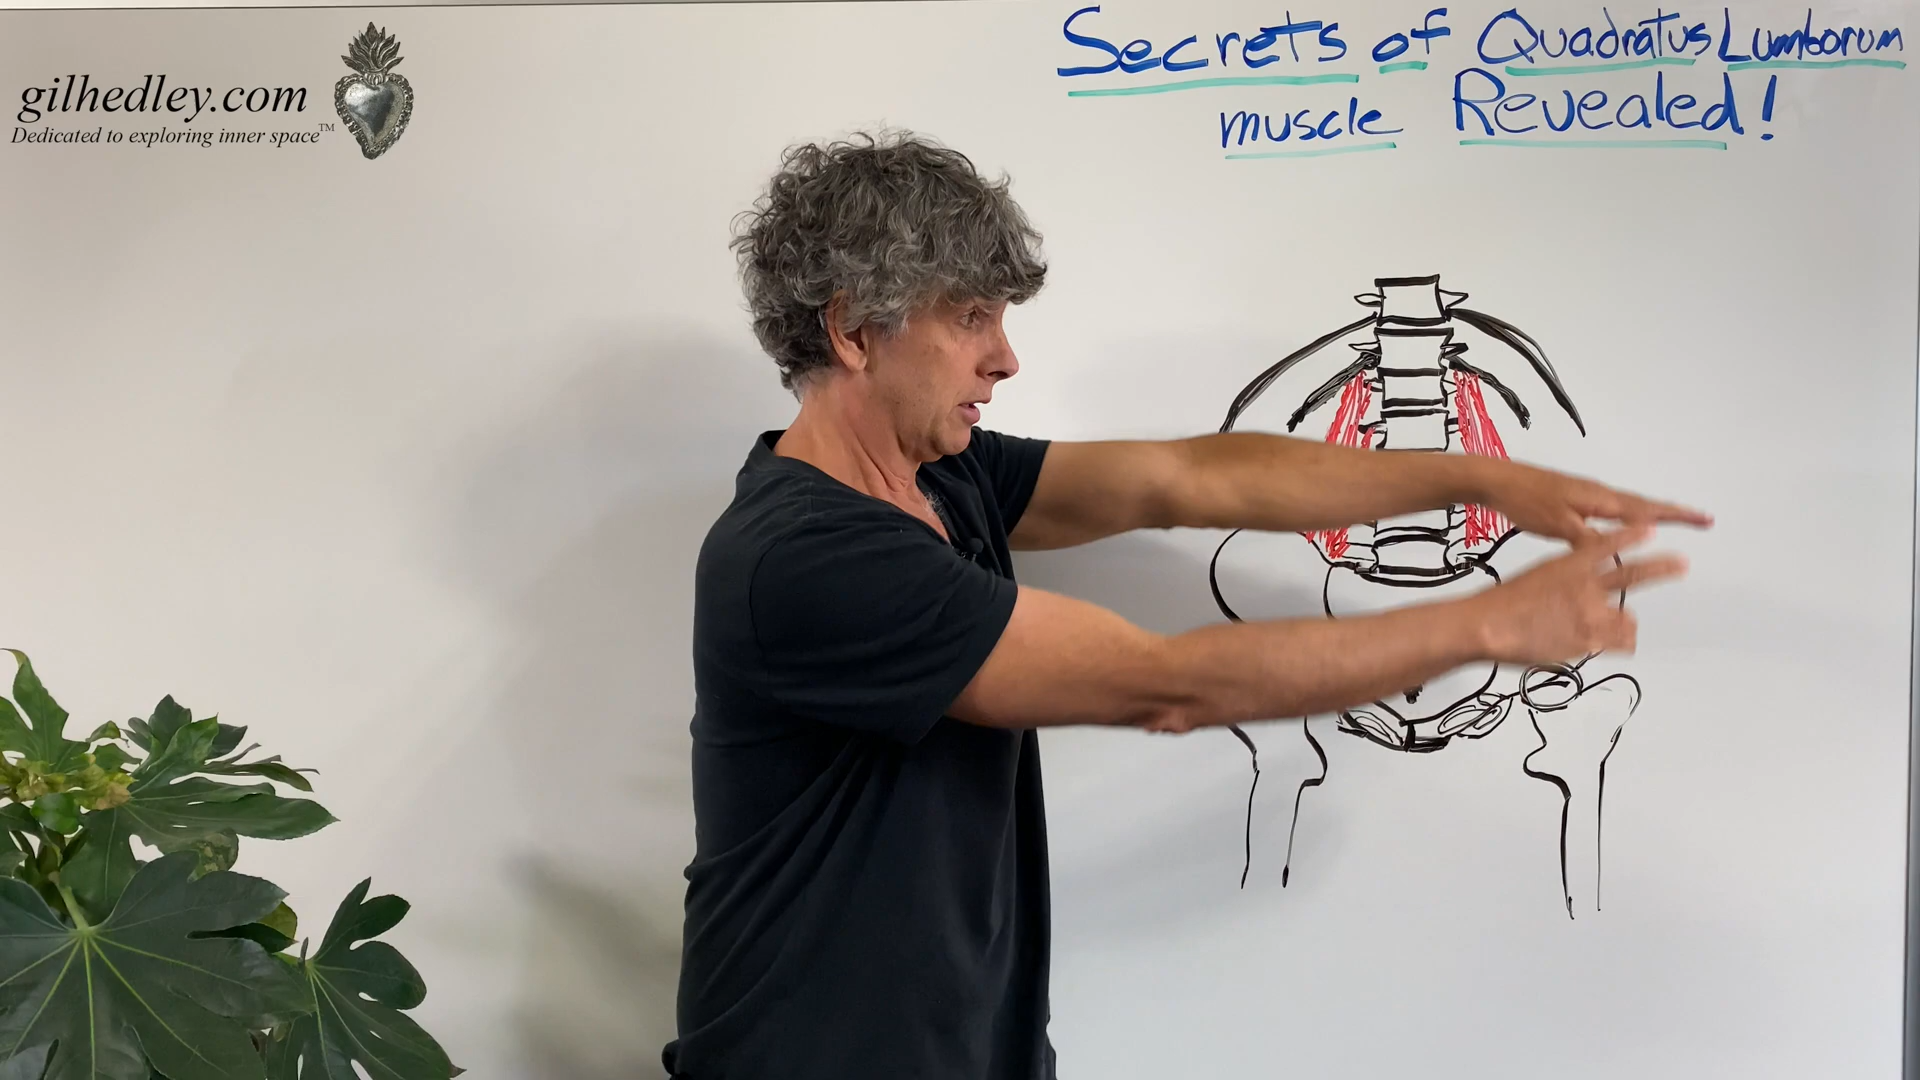 gilhedley.com
Dedicated to exploring inner space™
Secrets of Quadratus Lumborum
muscle Revealed!